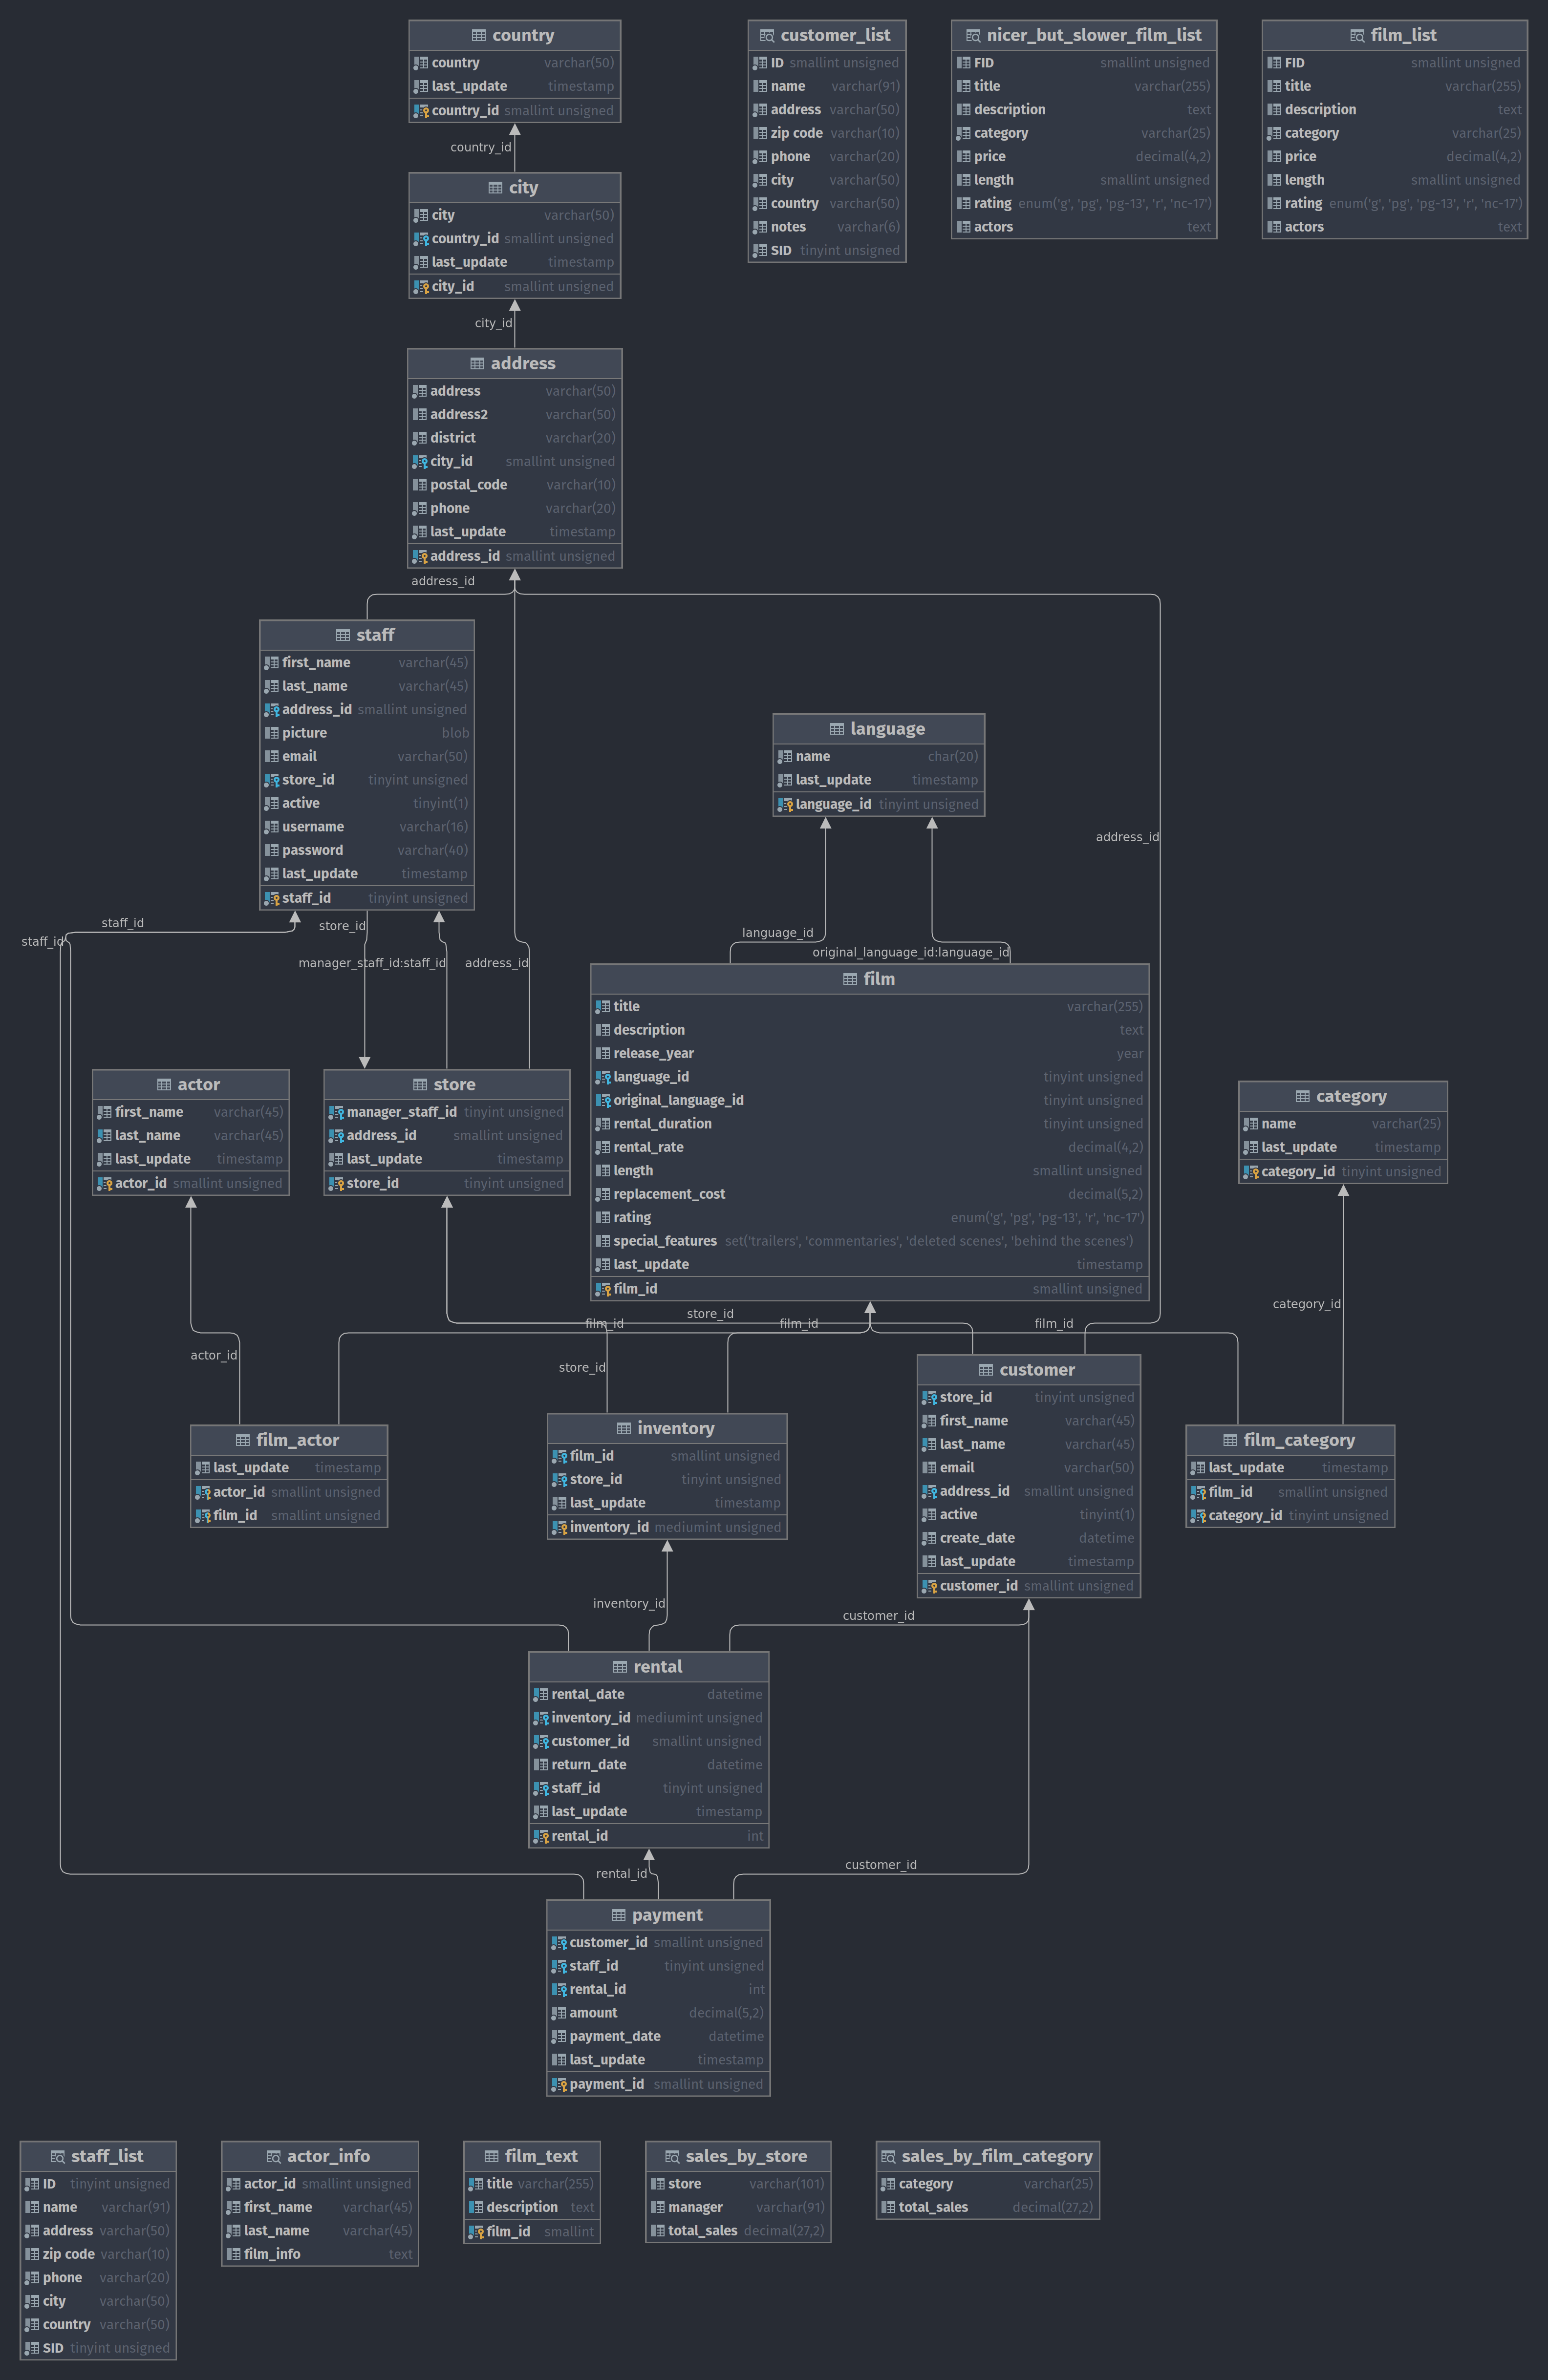 country
country varchar(50)
last_update timestamp
country_id smallint unsigned
customer_list
ID smallint unsigned
name varchar(91)
address varchar(50)
zip code varchar(10)
phone varchar(20)
city varchar(50)
country varchar(50)
notes varchar(6)
SID tinyint unsigned
nicer_but_slower_film_list
FID smallint unsigned
title varchar(255)
description text
category varchar(25)
price decimal(4,2)
length smallint unsigned
rating enum('g', 'pg', 'pg-13', 'r', 'nc-17')
actors text
film_list
FID smallint unsigned
title varchar(255)
description text
category varchar(25)
price decimal(4,2)
length smallint unsigned
rating enum('g', 'pg', 'pg-13', 'r', 'nc-17')
actors text
country_id
city
city varchar(50)
country_id smallint unsigned
last_update timestamp
city_id smallint unsigned
city_id
address
address varchar(50)
address2 varchar(50)
district varchar(20)
city_id smallint unsigned
postal_code varchar(10)
phone varchar(20)
last_update timestamp
address_id smallint unsigned
address_id
staff
first_name varchar(45)
last_name varchar(45)
address_id smallint unsigned
picture blob
email varchar(50)
store_id tinyint unsigned
active tinyint(1)
username varchar(16)
password varchar(40)
last_update timestamp
staff_id tinyint unsigned
language
name char(20)
last_update timestamp
language_id tinyint unsigned
address_id
staff_id
store_id
staff_id
manager_staff_id:staff_id
address_id
language_id
original_language_id:language_id
film
title varchar(255)
description text
release_year year
language_id tinyint unsigned
original_language_id tinyint unsigned
rental_duration tinyint unsigned
rental_rate decimal(4,2)
length smallint unsigned
replacement_cost decimal(5,2)
rating enum('g', 'pg', 'pg-13', 'r', 'nc-17')
special_features set('trailers', 'commentaries', 'deleted scenes', 'behind the scenes')
last_update timestamp
film_id smallint unsigned
actor
first_name varchar(45)
last_name varchar(45)
last_update timestamp
actor_id smallint unsigned
store
manager_staff_id tinyint unsigned
address_id smallint unsigned
last_update timestamp
store_id tinyint unsigned
category
name varchar(25)
last_update timestamp
category_id tinyint unsigned
category_id
store_id
film_id
film_id
film_id
actor_id
store_id
film_actor
last_update timestamp
actor_id smallint unsigned
film_id smallint unsigned
inventory
film_id smallint unsigned
store_id tinyint unsigned
last_update timestamp
inventory_id mediumint unsigned
customer
store_id tinyint unsigned
first_name varchar(45)
last_name varchar(45)
email varchar(50)
address_id smallint unsigned
active tinyint(1)
create_date datetime
last_update timestamp
customer_id smallint unsigned
film_category
last_update timestamp
film_id smallint unsigned
category_id tinyint unsigned
inventory_id
customer_id
rental
rental_date datetime
inventory_id mediumint unsigned
customer_id smallint unsigned
return_date datetime
staff_id tinyint unsigned
last_update timestamp
rental_id int
rental_id
customer_id
payment
customer_id smallint unsigned
staff_id tinyint unsigned
rental_id int
amount decimal(5,2)
payment_date datetime
last_update timestamp
payment_id smallint unsigned
staff_list
ID tinyint unsigned
name varchar(91)
address varchar(50)
zip code varchar(10)
phone varchar(20)
city varchar(50)
country varchar(50)
SID tinyint unsigned
actor_info
actor_id smallint unsigned
first_name varchar(45)
last_name varchar(45)
film_info text
film_text
title varchar(255)
description text
film_id smallint
sales_by_store
store varchar(101)
manager varchar(91)
total_sales decimal(27,2)
sales_by_film_category
category varchar(25)
total_sales decimal(27,2)